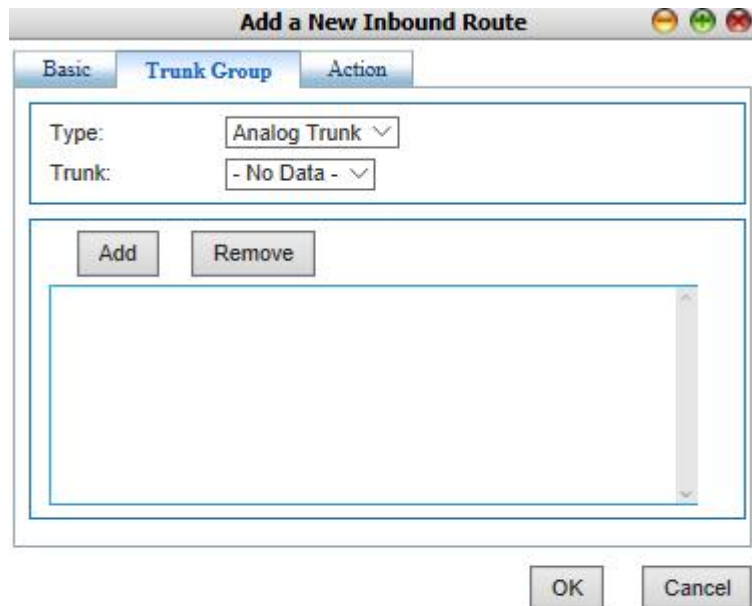 Add a New Inbound Route
Basic Trunk Group Action
Type: Analog Trunk
Trunk: - No Data -
Add Remove
OK Cancel